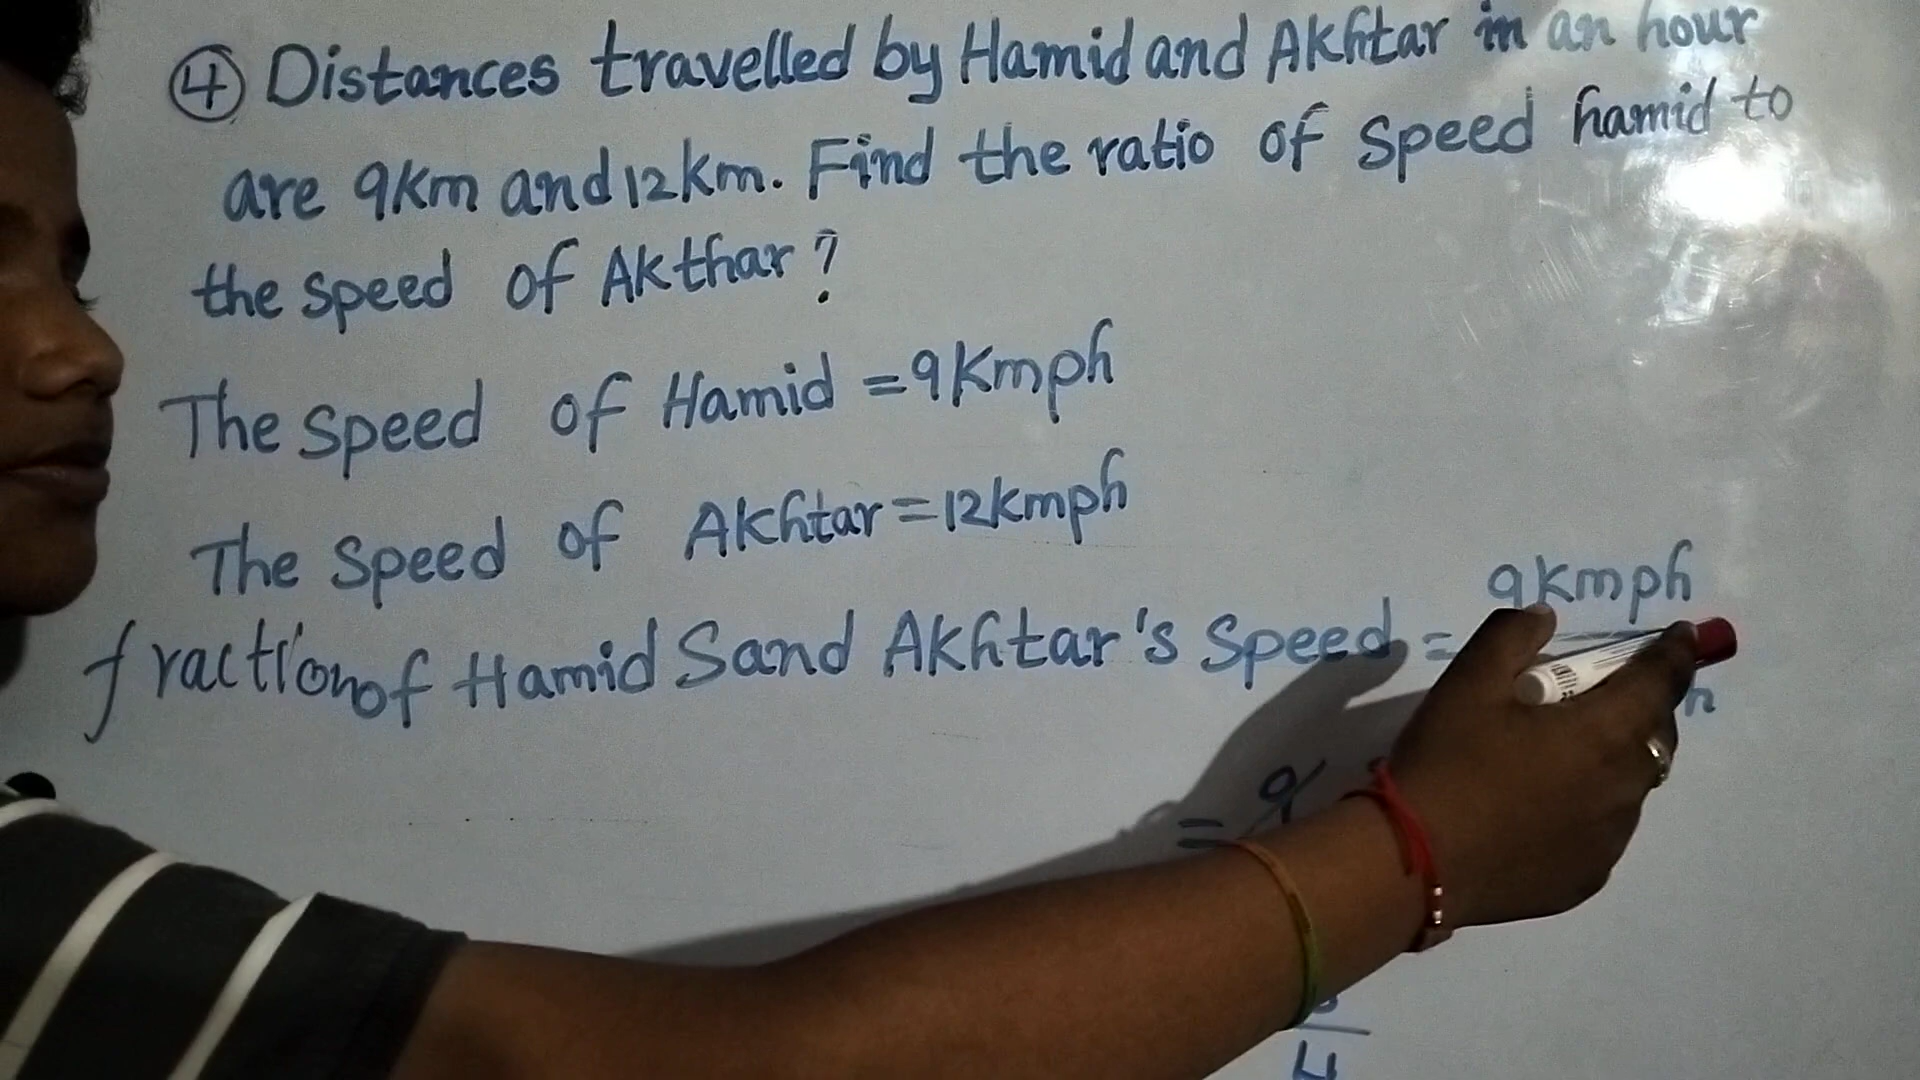 ④ Distances travelled by Hamid and Akhtar in an hour
are 9km and 12km. Find the ratio of Speed hamid to
the speed of Akthar?
The speed of Hamid = 9Kmph
The Speed of Akhtar = 12kmph
9Kmph
fraction of Hamid Sand Akhtar's Speed =
= 9
4